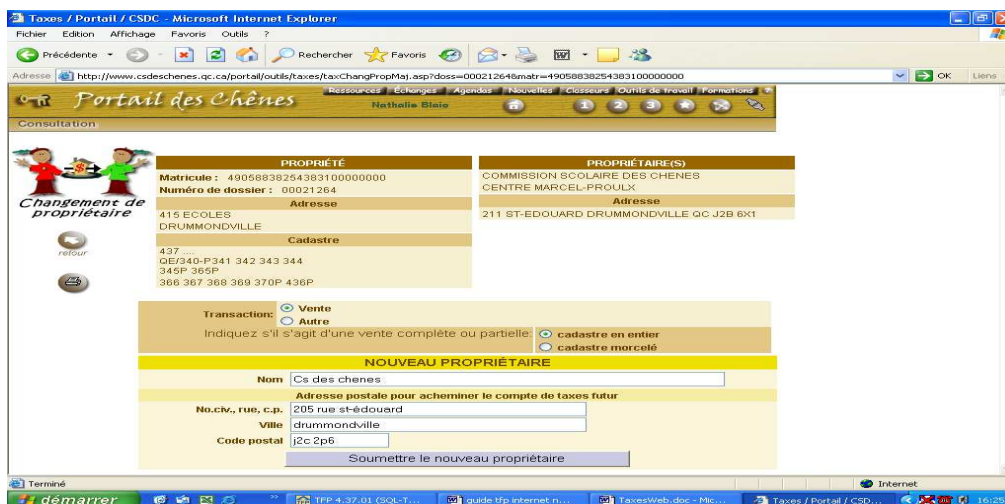 Taxes / Portail / CSDC - Microsoft Internet Explorer
Fichier Edition Affichage Favoris Outils ?
Précédente Rechercher Favoris
Adresse http://www.csdeschenes.qc.ca/portail/outils/taxes/taxChangPropMaj.asp?doss=00021264&matr=49058838254383100000000 OK Liens
Portail des Chênes
Ressources Échanges Agendas Nouvelles Classeurs Outils de travail Formations ?
Nathalie Blais
1 2 3
Consultation
Changement de
propriétaire
retour
PROPRIÉTÉ
Matricule : 49058838254383100000000
Numéro de dossier : 00021264
Adresse
415 ECOLES
DRUMMONDVILLE
Cadastre
437 ....
QE/340-P341 342 343 344
345P 365P
366 367 368 369 370P 436P
PROPRIÉTAIRE(S)
COMMISSION SCOLAIRE DES CHENES
CENTRE MARCEL-PROULX
Adresse
211 ST-EDOUARD DRUMMONDVILLE QC J2B 6X1
Transaction: Vente
Autre
Indiquez s'il s'agit d'une vente complète ou partielle: cadastre en entier
cadastre morcelé
NOUVEAU PROPRIÉTAIRE
Nom Cs des chenes
Adresse postale pour acheminer le compte de taxes futur
No.civ., rue, c.p. 205 rue st-édouard
Ville drummondville
Code postal j2c 2p6
Soumettre le nouveau propriétaire
Terminé Internet
démarrer TFP 4.37.01 (SQL-T... guide tfp internet n... TaxesWeb.doc - Mic... Taxes / Portail / CSD... 16:29